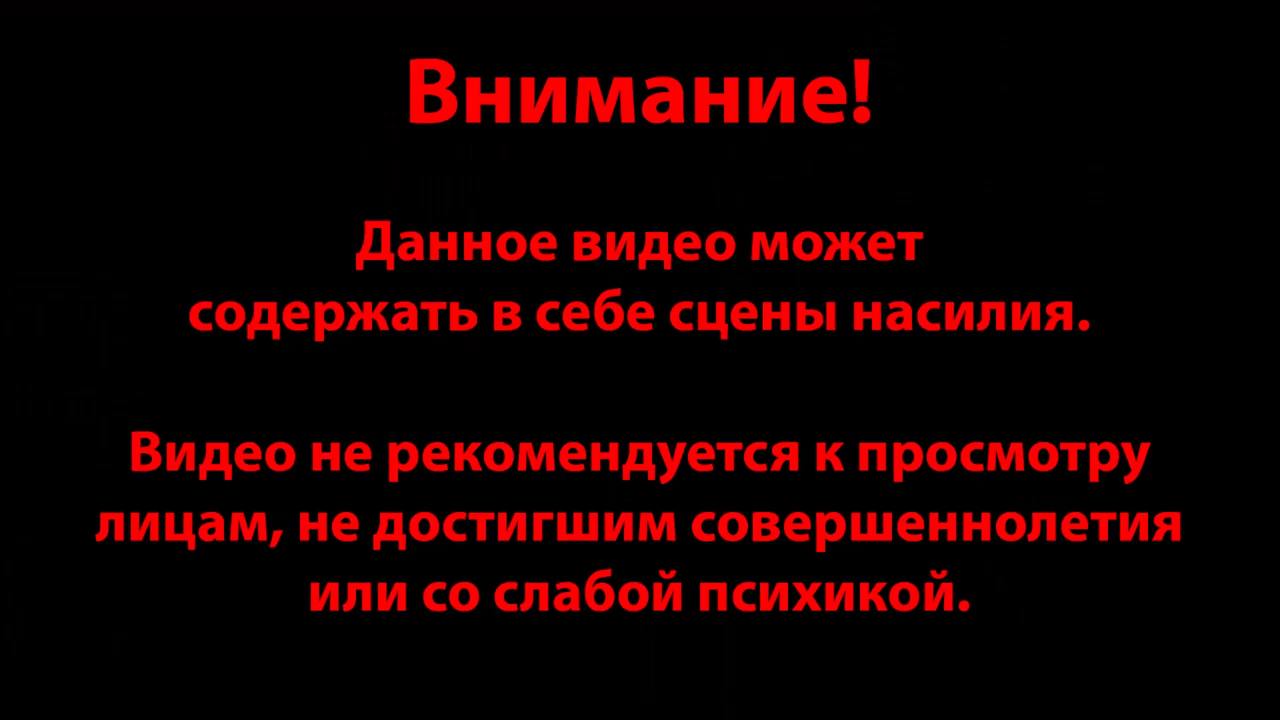 Внимание!
Данное видео может
содержать в себе сцены насилия.
Видео не рекомендуется к просмотру
лицам, не достигшим совершеннолетия
или со слабой психикой.